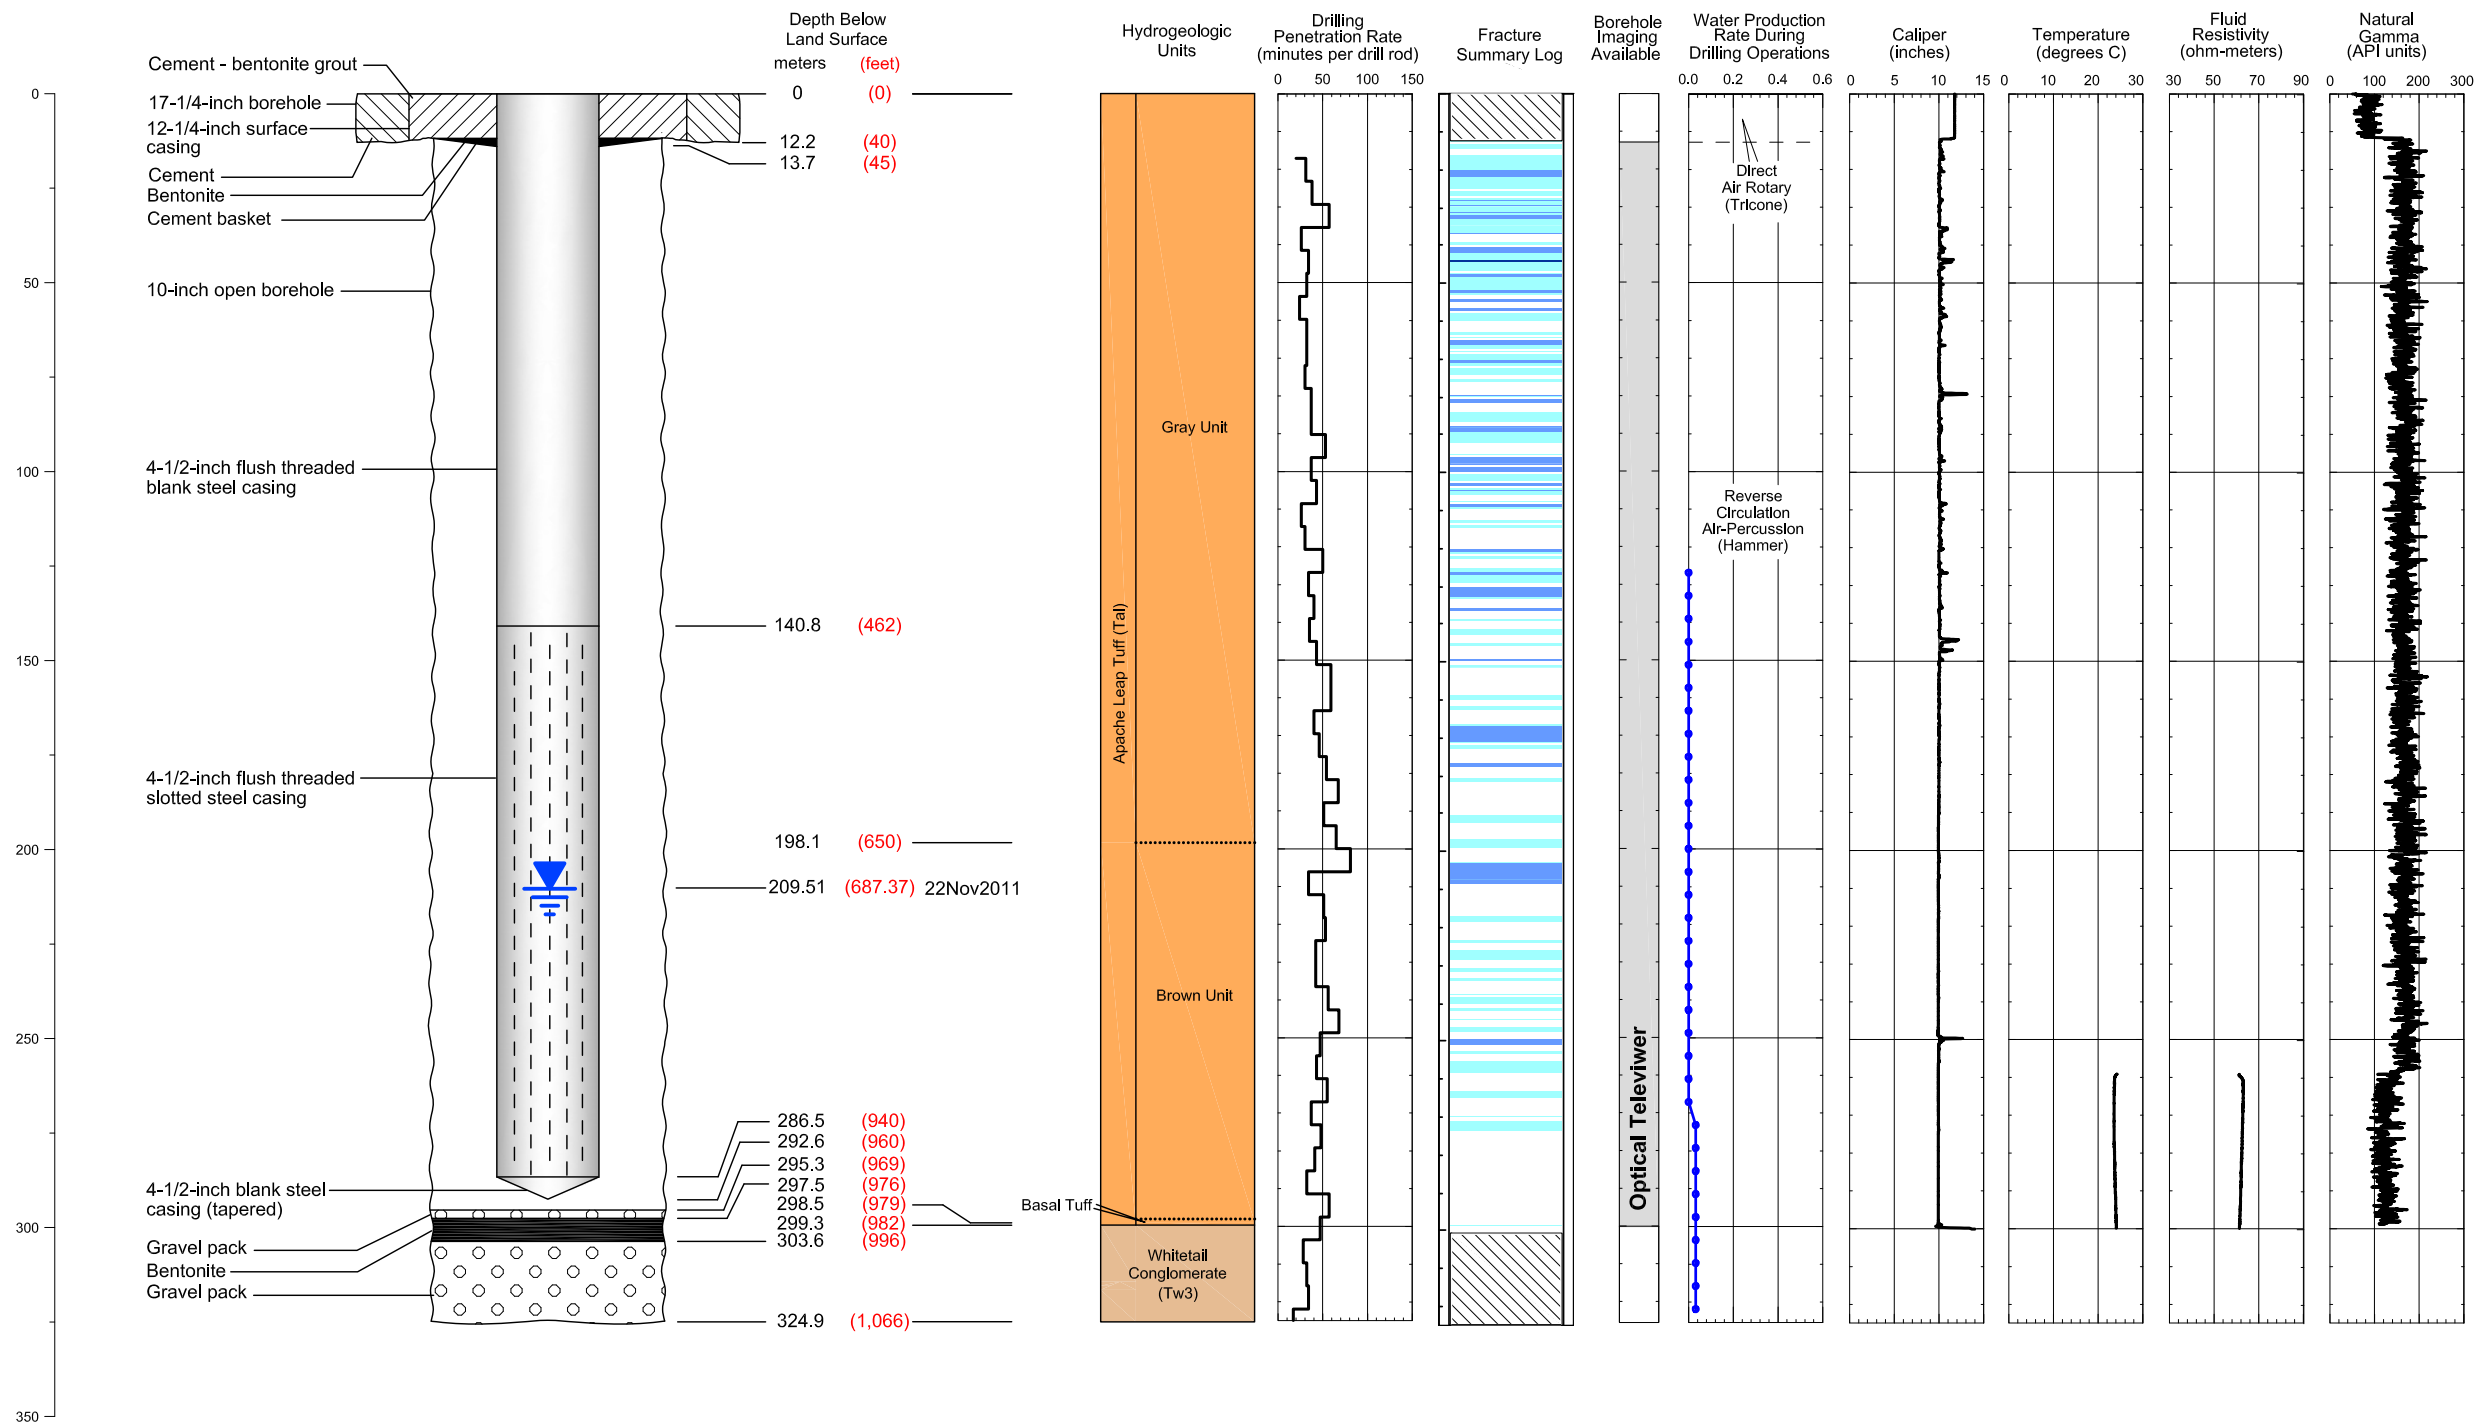 Depth Below
Land Surface
meters (feet)
Hydrogeologic
Units
Drilling
Penetration Rate
(minutes per drill rod)
0 50 100 150
Fracture
Summary Log
Borehole
Imaging
Available
Water Production
Rate During
Drilling Operations
0.0 0.2 0.4 0.6
Caliper
(inches)
0 5 10 15
Temperature
(degrees C)
0 10 20 30
Fluid
Resistivity
(ohm-meters)
30 50 70 90
Natural
Gamma
(API units)
0 100 200 300
0
50
100
150
200
250
300
350
Cement - bentonite grout
17-1/4-inch borehole
12-1/4-inch surface
casing
Cement
Bentonite
Cement basket
10-inch open borehole
4-1/2-inch flush threaded
blank steel casing
4-1/2-inch flush threaded
slotted steel casing
4-1/2-inch blank steel
casing (tapered)
Gravel pack
Bentonite
Gravel pack
0 (0)
12.2 (40)
13.7 (45)
140.8 (462)
198.1 (650)
209.51 (687.37) 22Nov2011
286.5 (940)
292.6 (960)
295.3 (969)
297.5 (976)
298.5 (979)
299.3 (982)
303.6 (996)
324.9 (1,066)
Apache Leap Tuff (Tal)
Gray Unit
Brown Unit
Basal Tuff
Whitetail
Conglomerate
(Tw3)
Optical Televiwer
Direct
Air Rotary
(Tricone)
Reverse
Circulation
Air-Percussion
(Hammer)